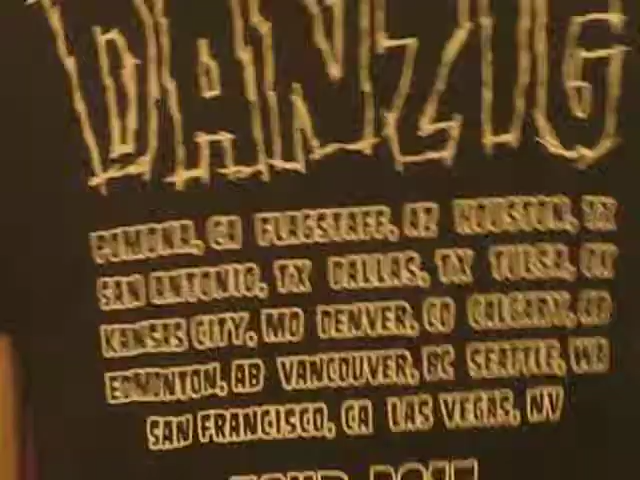 DANZIG
POMONA, CA FLAGSTAFF, AZ HOUSTON, TX
SAN ANTONIO, TX DALLAS, TX TULSA, OK
KANSAS CITY, MO DENVER, CO CALGARY, AB
EDMONTON, AB VANCOUVER, BC SEATTLE, WA
SAN FRANCISCO, CA LAS VEGAS, NV
TOUR